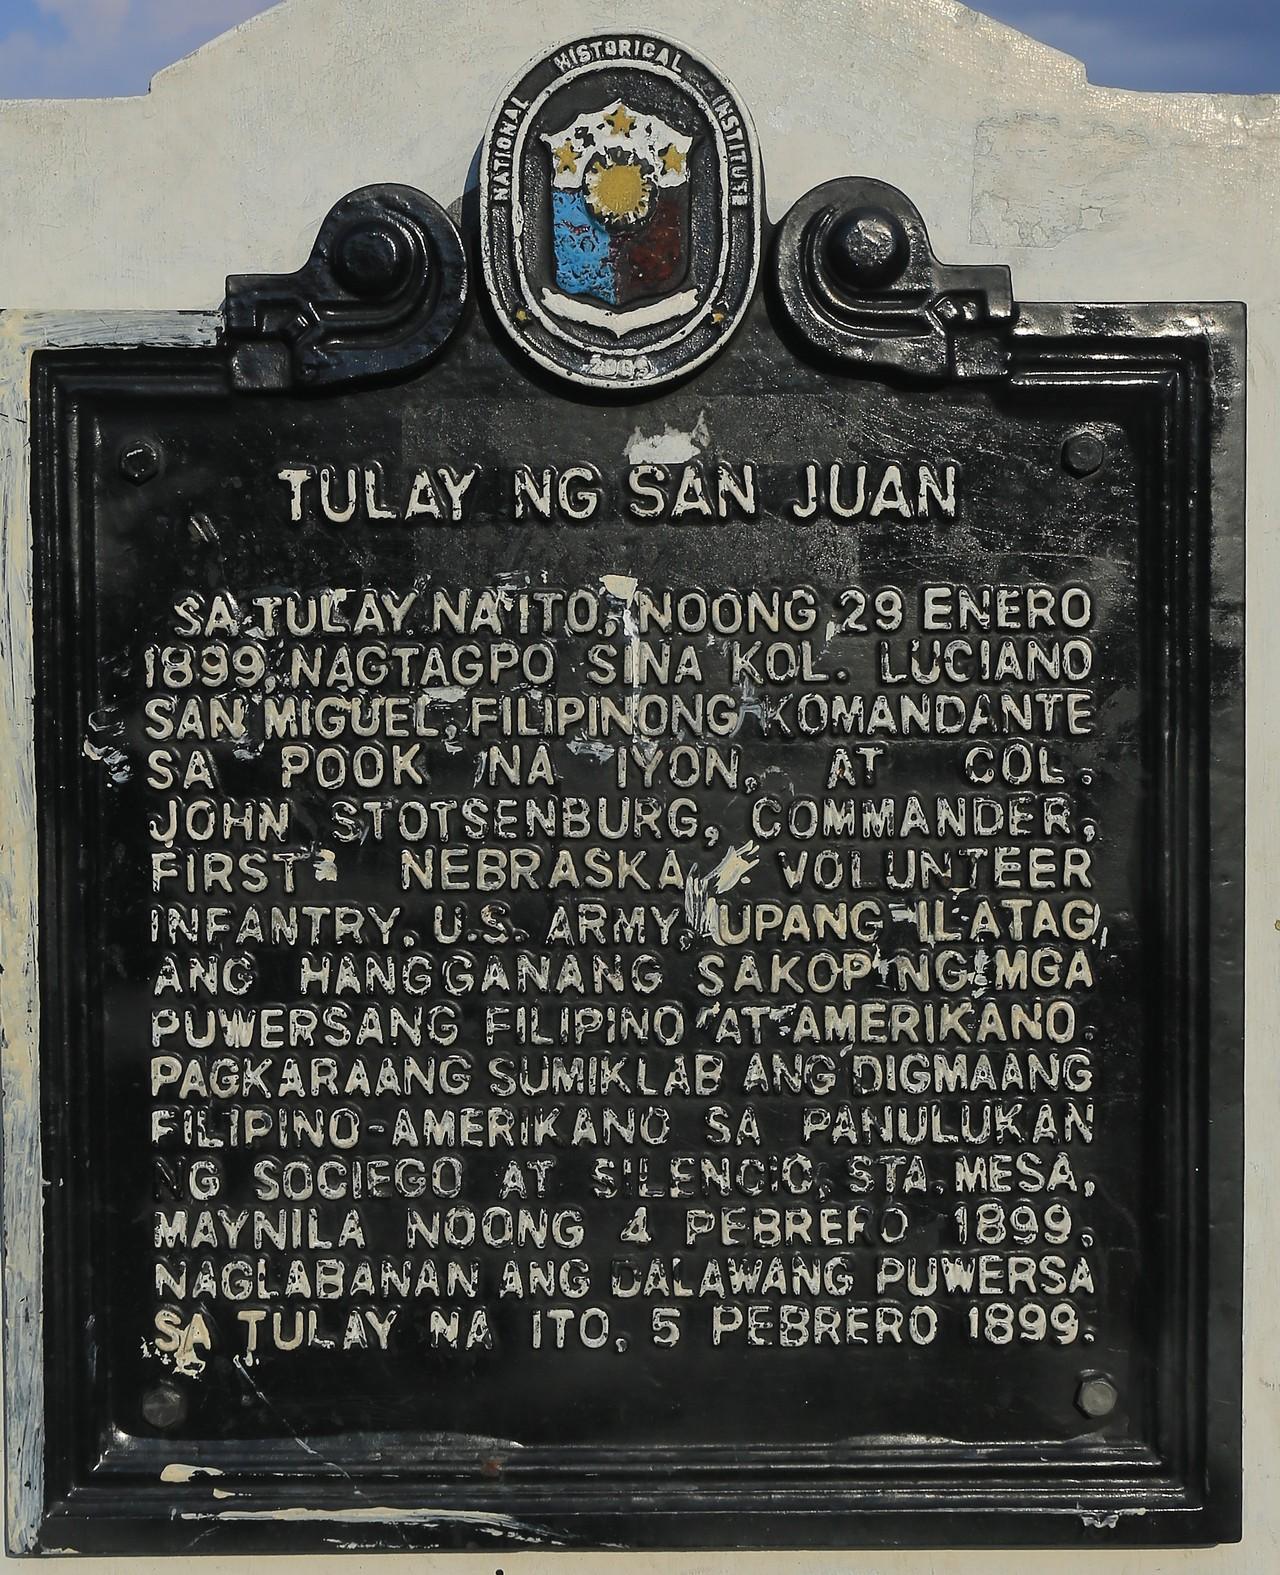 NATIONAL HISTORICAL INSTITUTE
TULAY NG SAN JUAN
SA TULAY NA ITO, NOONG 29 ENERO
1899, NAGTAGPO SINA KOL. LUCIANO
SAN MIGUEL, FILIPINONG KOMANDANTE
SA POOK NA IYON, AT COL.
JOHN STOTSENBURG, COMMANDER,
FIRST NEBRASKA VOLUNTEER
INFANTRY, U.S. ARMY, UPANG ILATAG
ANG HANGGANANG SAKOP NG MGA
PUWERSANG FILIPINO AT AMERIKANO.
PAGKARAANG SUMIKLAB ANG DIGMAANG
FILIPINO-AMERIKANO SA PANULUKAN
NG SOCIEGO AT SILENCIO, STA. MESA,
MAYNILA NOONG 4 PEBRERO 1899,
NAGLABANAN ANG DALAWANG PUWERSA
SA TULAY NA ITO, 5 PEBRERO 1899.